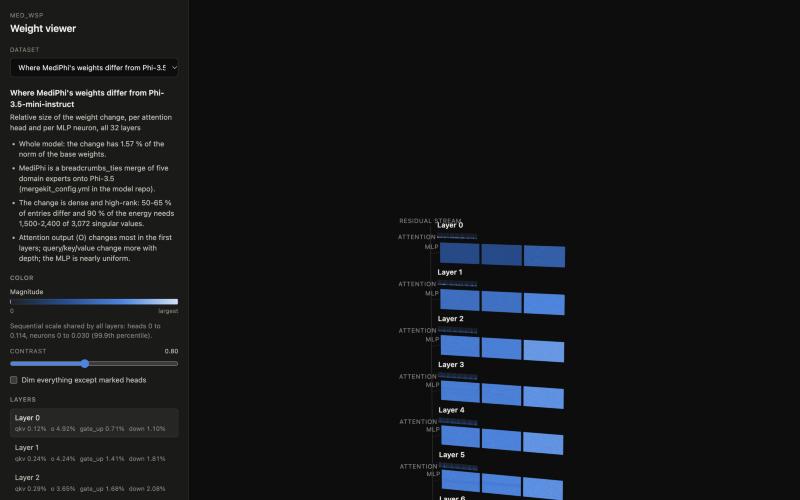 MED_WSP
Weight viewer
DATASET
Where MediPhi's weights differ from Phi-3.5
Where MediPhi's weights differ from Phi-
3.5-mini-instruct
Relative size of the weight change, per attention
head and per MLP neuron, all 32 layers
• Whole model: the change has 1.57 % of the
norm of the base weights.
• MediPhi is a breadcrumbs_ties merge of five
domain experts onto Phi-3.5
(mergekit_config.yml in the model repo).
• The change is dense and high-rank: 50-65 %
of entries differ and 90 % of the energy needs
1,500-2,400 of 3,072 singular values.
• Attention output (O) changes most in the first
layers; query/key/value change more with
depth; the MLP is nearly uniform.
COLOR
Magnitude
0 largest
Sequential scale shared by all layers: heads 0 to
0.114, neurons 0 to 0.030 (99.9th percentile).
CONTRAST 0.80
Dim everything except marked heads
LAYERS
Layer 0
qkv 0.12% o 4.92% gate_up 0.71% down 1.10%
Layer 1
qkv 0.24% o 4.24% gate_up 1.41% down 1.81%
Layer 2
qkv 0.29% o 3.65% gate_up 1.68% down 2.08%
RESIDUAL STREAM
Layer 0
ATTENTION
MLP
Layer 1
ATTENTION
MLP
Layer 2
ATTENTION
MLP
Layer 3
ATTENTION
MLP
Layer 4
ATTENTION
MLP
Layer 5
ATTENTION
MLP
Layer 6